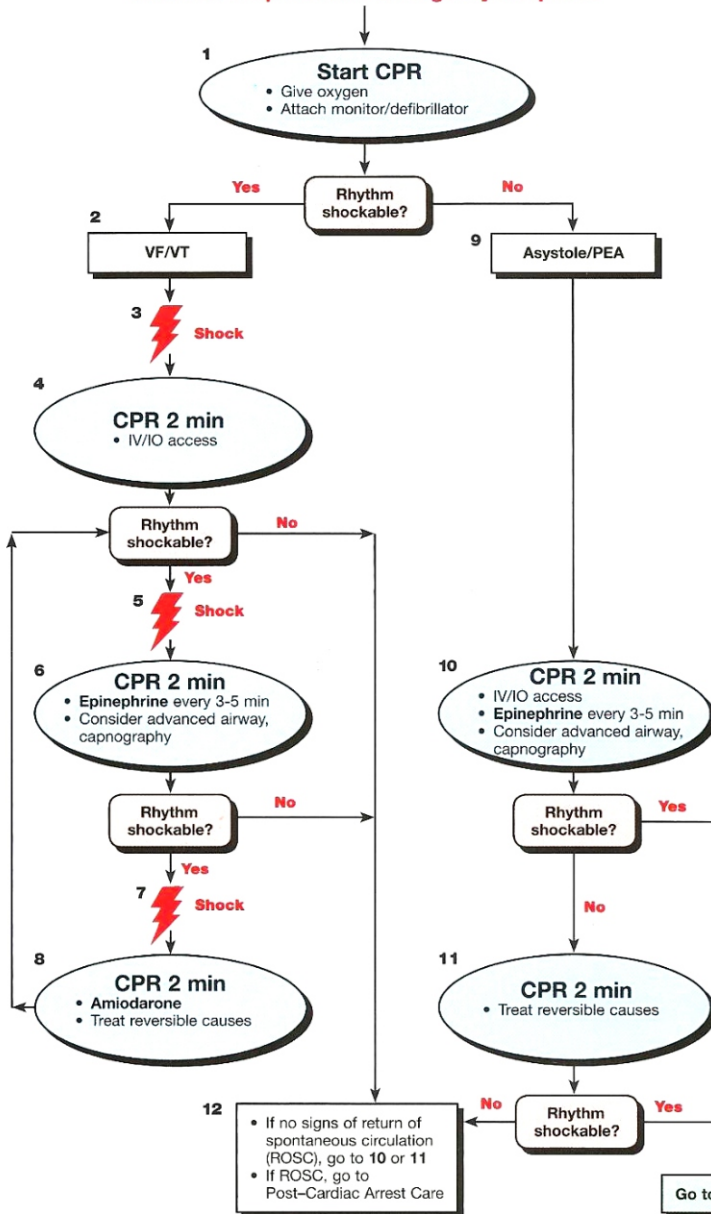 1
Start CPR
• Give oxygen
• Attach monitor/defibrillator
Yes
Rhythm
shockable?
No
2
VF/VT
9
Asystole/PEA
3
Shock
4
CPR 2 min
• IV/IO access
Rhythm
shockable?
No
Yes
5
Shock
6
CPR 2 min
• Epinephrine every 3-5 min
• Consider advanced airway,
capnography
10
CPR 2 min
• IV/IO access
• Epinephrine every 3-5 min
• Consider advanced airway,
capnography
Rhythm
shockable?
No
Rhythm
shockable?
Yes
Yes
7
Shock
No
8
CPR 2 min
• Amiodarone
• Treat reversible causes
11
CPR 2 min
• Treat reversible causes
12
• If no signs of return of
spontaneous circulation
(ROSC), go to 10 or 11
• If ROSC, go to
Post–Cardiac Arrest Care
No
Rhythm
shockable?
Yes
Go to